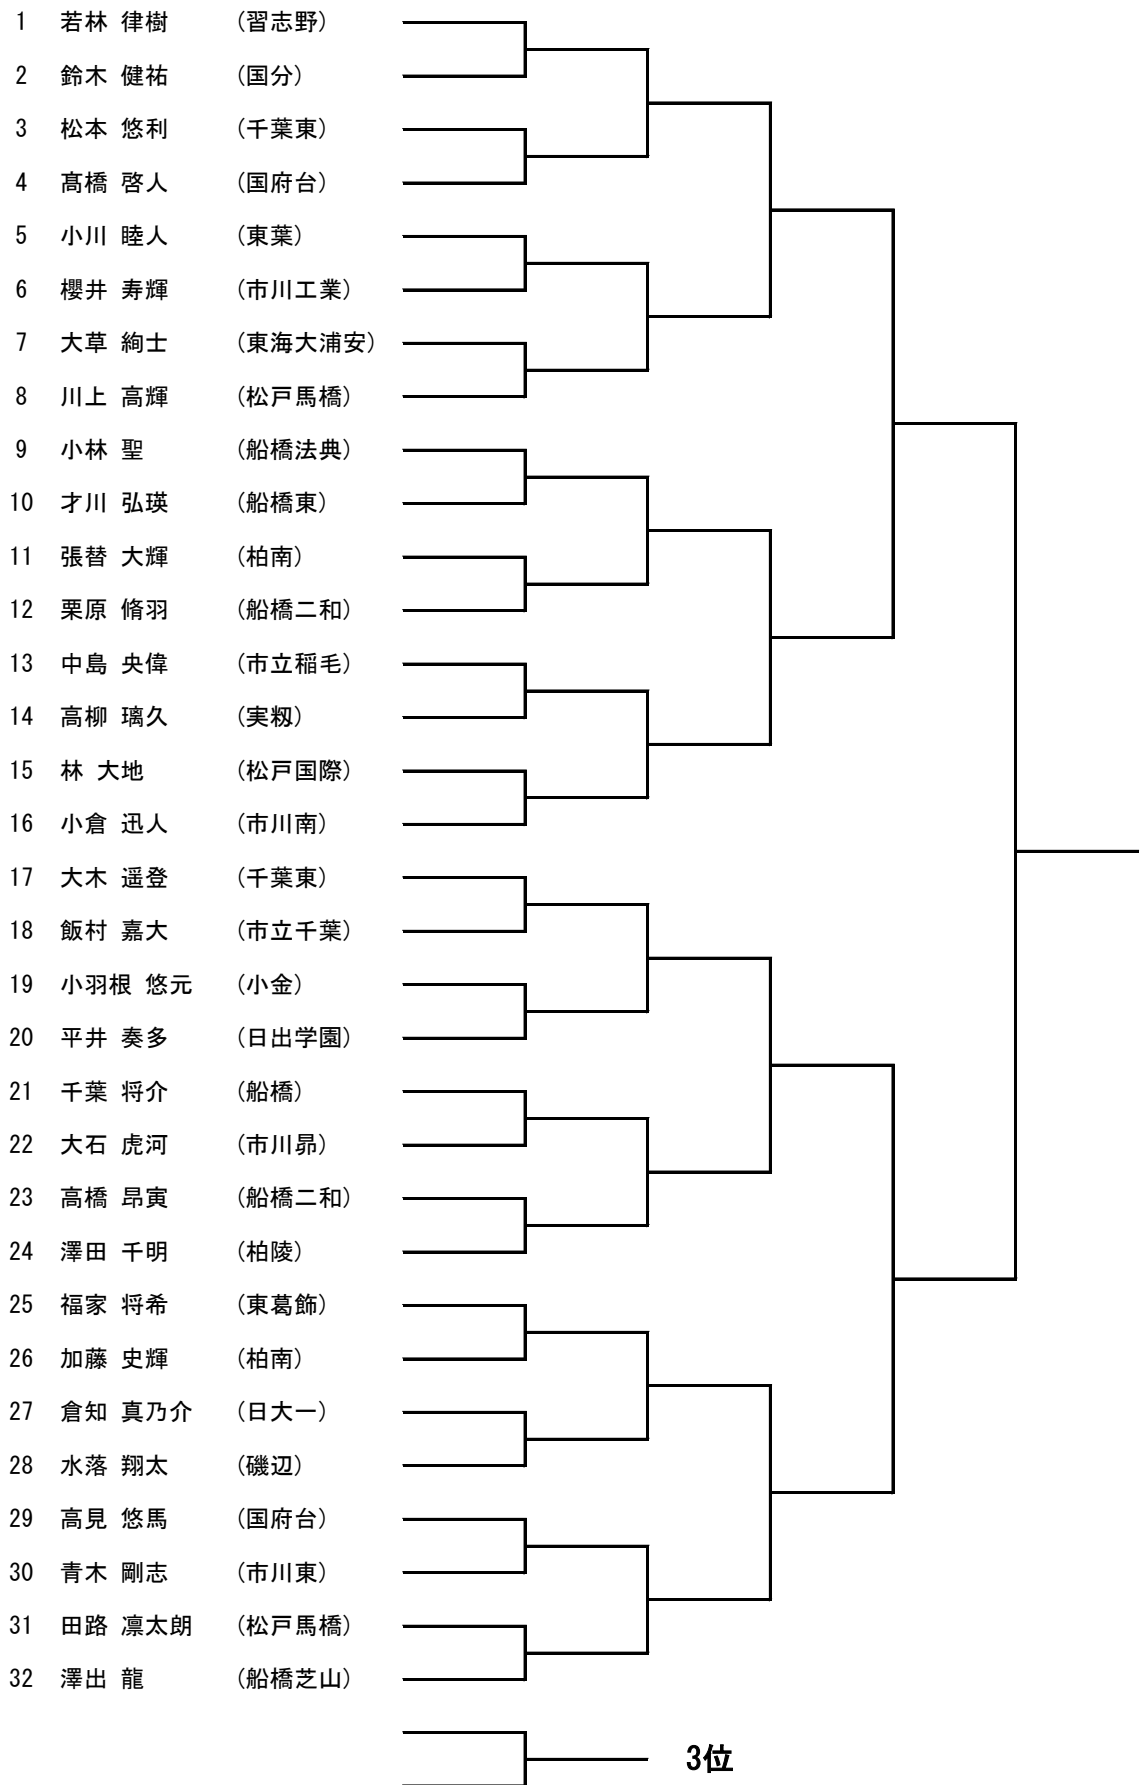 1 若林 律樹 (習志野)
2 鈴木 健祐 (国分)
3 松本 悠利 (千葉東)
4 髙橋 啓人 (国府台)
5 小川 睦人 (東葉)
6 櫻井 寿輝 (市川工業)
7 大草 絢士 (東海大浦安)
8 川上 高輝 (松戸馬橋)
9 小林 聖 (船橋法典)
10 才川 弘瑛 (船橋東)
11 張替 大輝 (柏南)
12 栗原 脩羽 (船橋二和)
13 中島 央偉 (市立稲毛)
14 高柳 璃久 (実籾)
15 林 大地 (松戸国際)
16 小倉 迅人 (市川南)
17 大木 遥登 (千葉東)
18 飯村 嘉大 (市立千葉)
19 小羽根 悠元 (小金)
20 平井 奏多 (日出学園)
21 千葉 将介 (船橋)
22 大石 虎河 (市川昴)
23 高橋 昂寅 (船橋二和)
24 澤田 千明 (柏陵)
25 福家 将希 (東葛飾)
26 加藤 史輝 (柏南)
27 倉知 真乃介 (日大一)
28 水落 翔太 (磯辺)
29 高見 悠馬 (国府台)
30 青木 剛志 (市川東)
31 田路 凛太朗 (松戸馬橋)
32 澤出 龍 (船橋芝山)
3位